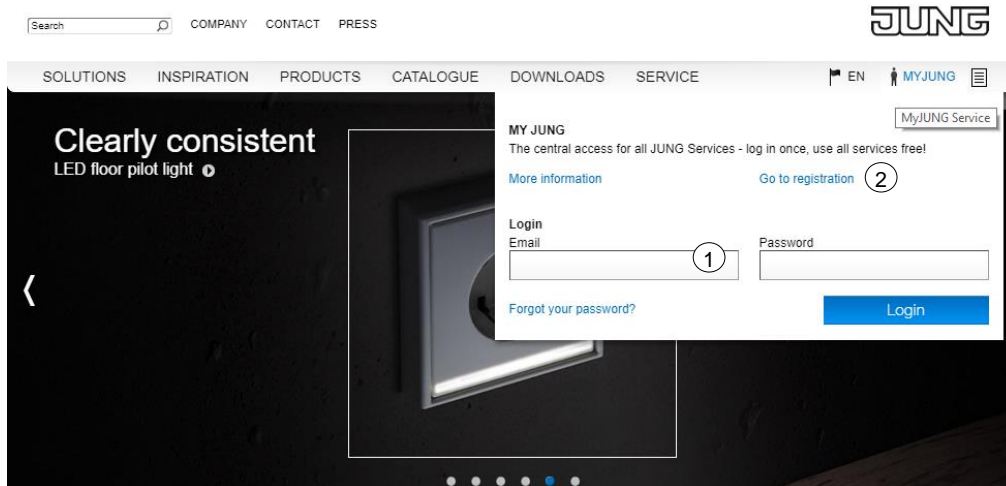 Search COMPANY CONTACT PRESS
JUNG
SOLUTIONS INSPIRATION PRODUCTS CATALOGUE DOWNLOADS SERVICE EN MYJUNG
MyJUNG Service
Clearly consistent
LED floor pilot light
MY JUNG
The central access for all JUNG Services - log in once, use all services free!
More information Go to registration 2
Login
Email Password
1
Forgot your password? Login